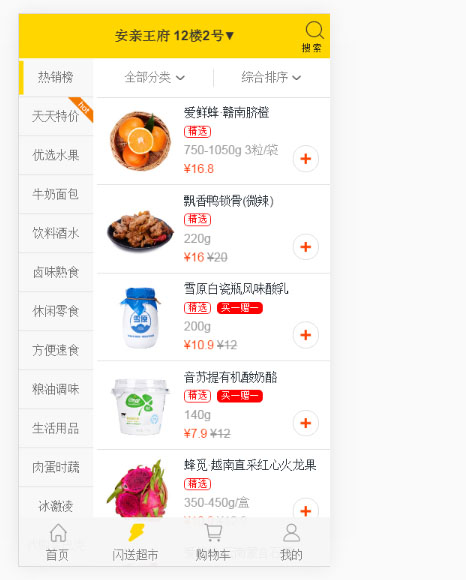 安亲王府 12楼2号▼
搜索
热销榜
天天特价
hot
优选水果
牛奶面包
饮料酒水
卤味熟食
休闲零食
方便速食
粮油调味
生活用品
肉蛋时蔬
冰激凌
全部分类
综合排序
爱鲜蜂·赣南脐橙
精选
750-1050g 3粒/袋
¥16.8
飘香鸭锁骨(微辣)
精选
220g
¥16 ¥20
雪原白瓷瓶风味酸乳
精选 买一赠一
200g
¥10.9 ¥12
音苏提有机酸奶酪
精选 买一赠一
140g
¥7.9 ¥12
蜂觅·越南直采红心火龙果
精选
350-450g/盒
首页
闪送超市
购物车
我的